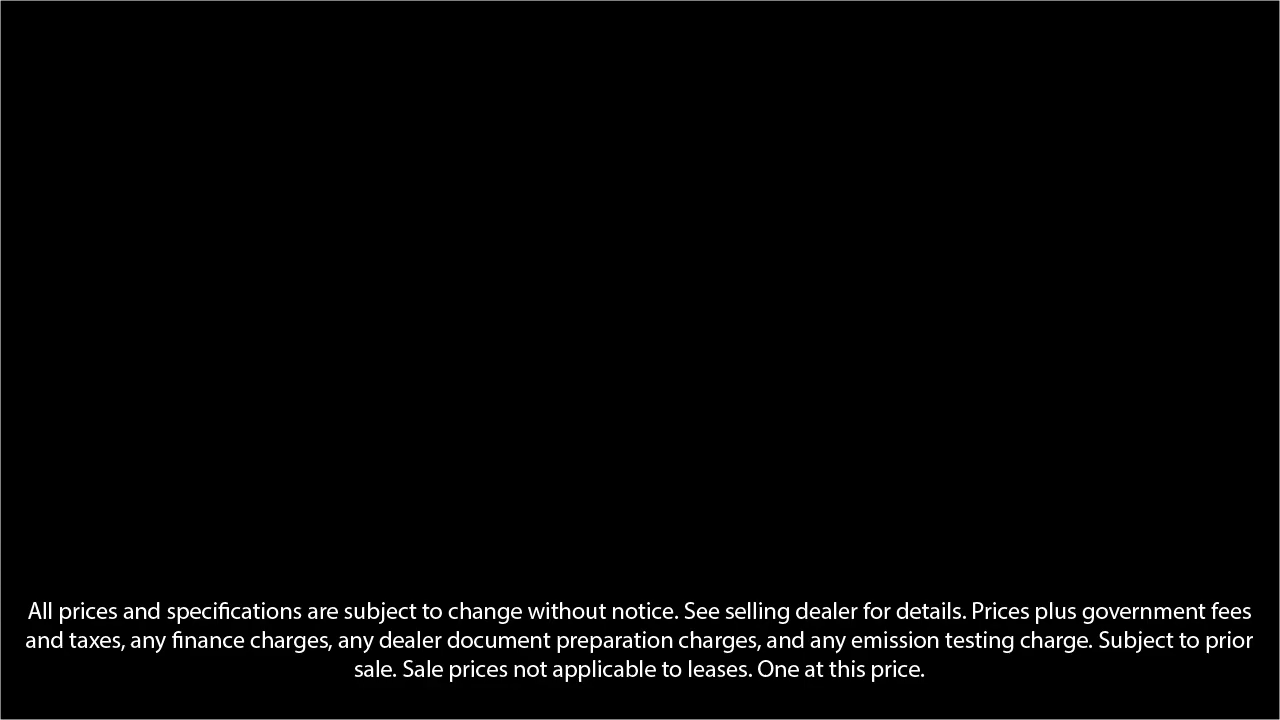 All prices and specifications are subject to change without notice. See selling dealer for details. Prices plus government fees
and taxes, any finance charges, any dealer document preparation charges, and any emission testing charge. Subject to prior
sale. Sale prices not applicable to leases. One at this price.